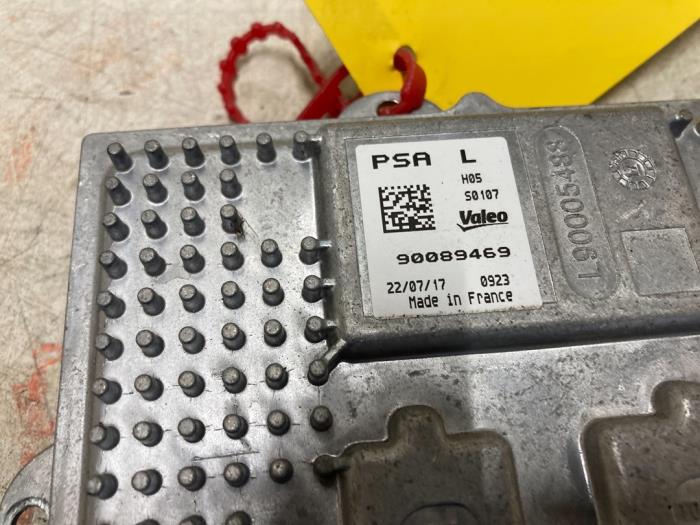 PSA L
H05
S0107
Valeo
90089469
22/07/17 0923
Made in France
L90005488